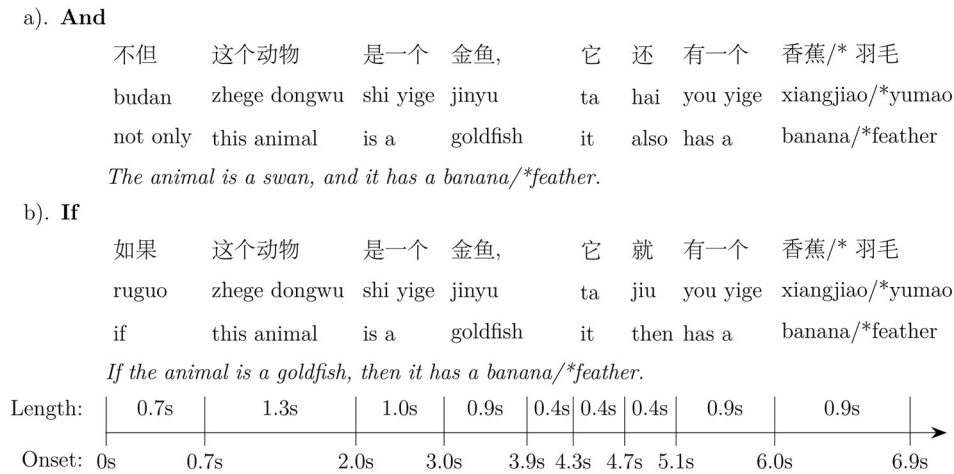 a). And
不但 这个动物 是一个 金鱼, 它 还 有一个 香蕉/* 羽毛
budan zhege dongwu shi yige jinyu ta hai you yige xiangjiao/*yumao
not only this animal is a goldfish it also has a banana/*feather
The animal is a swan, and it has a banana/*feather.
b). If
如果 这个动物 是一个 金鱼, 它 就 有一个 香蕉/* 羽毛
ruguo zhege dongwu shi yige jinyu ta jiu you yige xiangjiao/*yumao
if this animal is a goldfish it then has a banana/*feather
If the animal is a goldfish, then it has a banana/*feather.
Length: 0.7s 1.3s 1.0s 0.9s 0.4s 0.4s 0.4s 0.9s 0.9s
Onset: 0s 0.7s 2.0s 3.0s 3.9s 4.3s 4.7s 5.1s 6.0s 6.9s